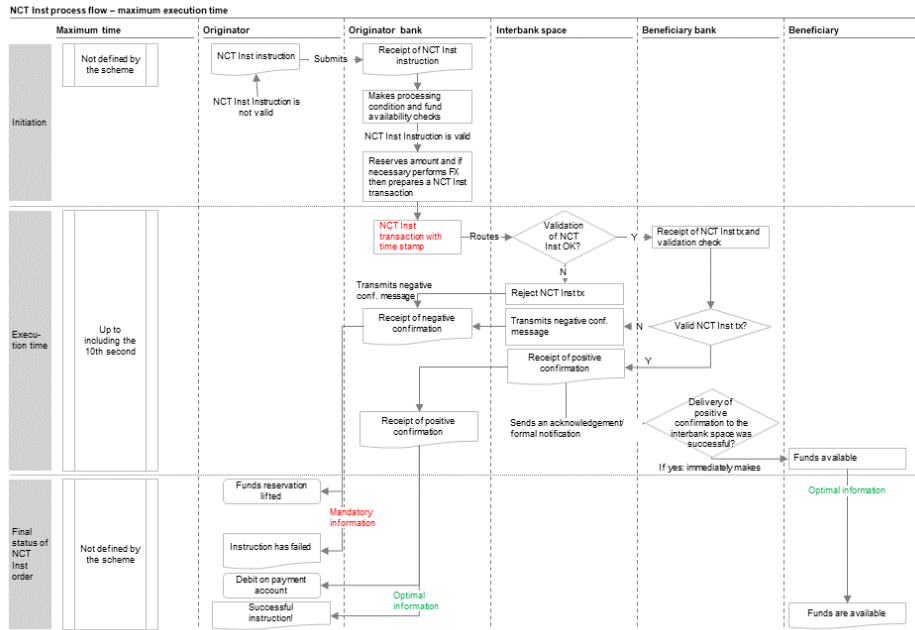 NCT Inst process flow – maximum execution time
Maximum time
Originator
Originator bank
Interbank space
Beneficiary bank
Beneficiary
Initiation
Not defined by
the scheme
NCT Inst instruction
Submits
Receipt of NCT Inst
instruction
NCT Inst Instruction is
not valid
Makes processing
condition and fund
availability checks
NCT Inst Instruction is valid
Reserves amount and if
necessary performs FX
then prepares a NCT Inst
transaction
Execu-
tion time
Up to
including the
10th second
NCT Inst
transaction with
time stamp
Routes
Validation
of NCT
Inst OK?
Y
Receipt of NCT Inst tx and
validation check
N
Transmits negative
conf. message
Reject NCT Inst tx
Receipt of negative
confirmation
Transmits negative conf.
message
N
Valid NCT Inst tx?
Y
Receipt of positive
confirmation
Receipt of positive
confirmation
Sends an acknowledgement/
formal notification
Delivery of
positive
confirmation to the
interbank space was
successful?
If yes: immediately makes
Funds available
Final
status of
NCT
Inst
order
Not defined by
the scheme
Funds reservation
lifted
Mandatory
information
Instruction has failed
Debit on payment
account
Optimal
information
Successful
instruction!
Optimal information
Funds are available